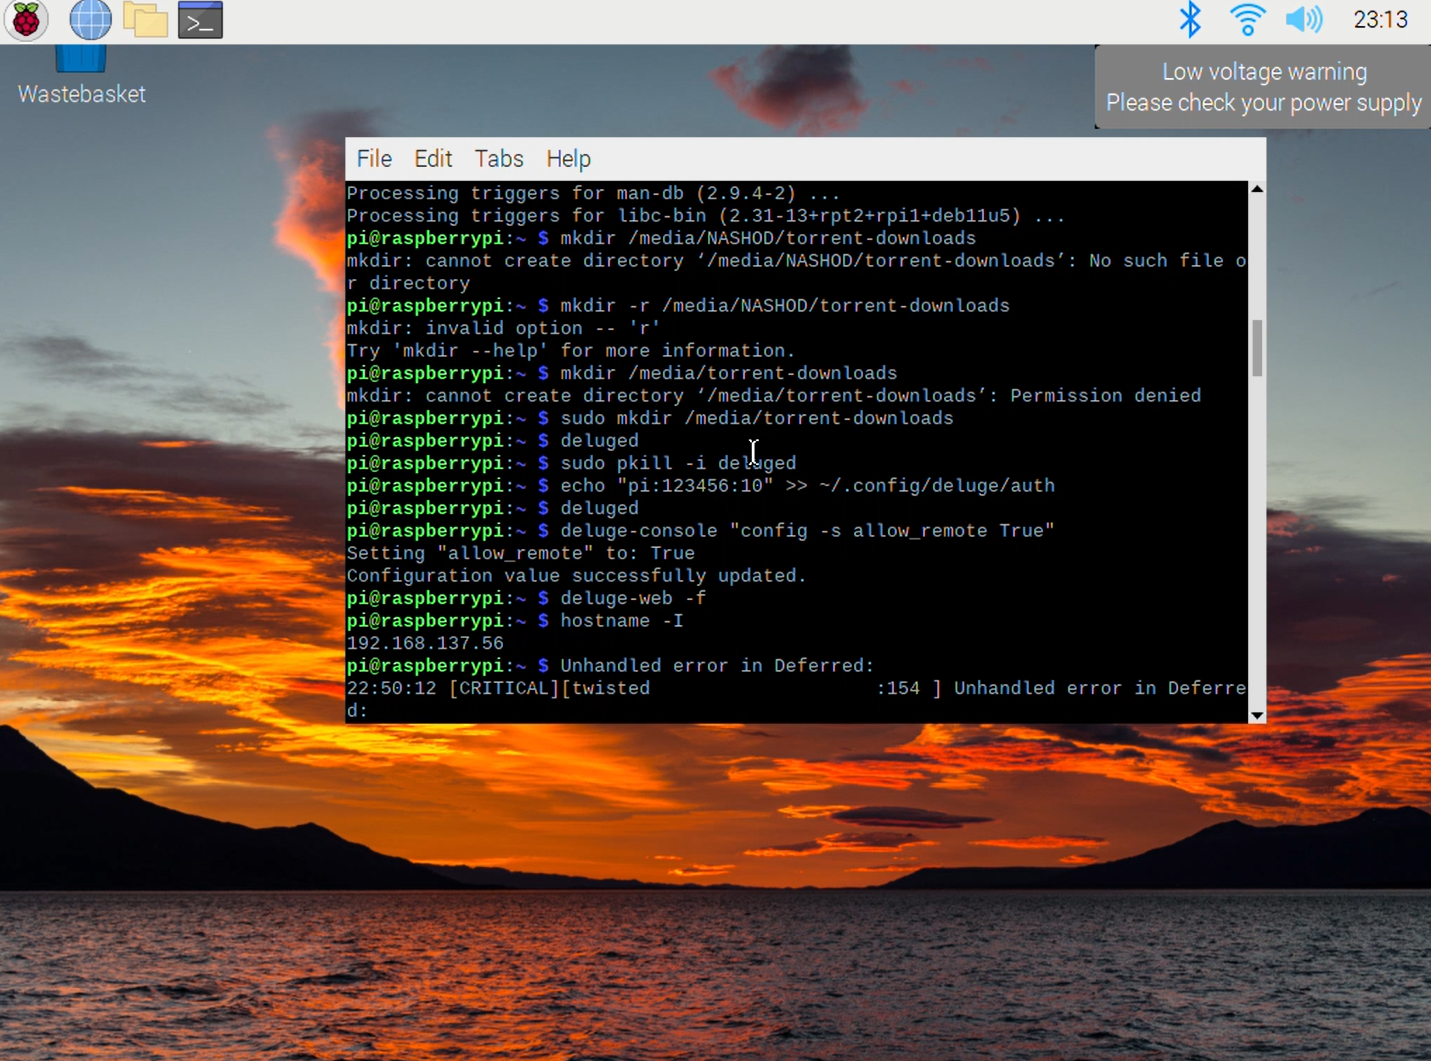 23:13
Wastebasket
Low voltage warning
Please check your power supply
File Edit Tabs Help
Processing triggers for man-db (2.9.4-2) ...
Processing triggers for libc-bin (2.31-13+rpt2+rpi1+deb11u5) ...
pi@raspberrypi:~ $ mkdir /media/NASHOD/torrent-downloads
mkdir: cannot create directory ‘/media/NASHOD/torrent-downloads’: No such file o
r directory
pi@raspberrypi:~ $ mkdir -r /media/NASHOD/torrent-downloads
mkdir: invalid option -- 'r'
Try 'mkdir --help' for more information.
pi@raspberrypi:~ $ mkdir /media/torrent-downloads
mkdir: cannot create directory ‘/media/torrent-downloads’: Permission denied
pi@raspberrypi:~ $ sudo mkdir /media/torrent-downloads
pi@raspberrypi:~ $ deluged
pi@raspberrypi:~ $ sudo pkill -i deluged
pi@raspberrypi:~ $ echo "pi:123456:10" >> ~/.config/deluge/auth
pi@raspberrypi:~ $ deluged
pi@raspberrypi:~ $ deluge-console "config -s allow_remote True"
Setting "allow_remote" to: True
Configuration value successfully updated.
pi@raspberrypi:~ $ deluge-web -f
pi@raspberrypi:~ $ hostname -I
192.168.137.56
pi@raspberrypi:~ $ Unhandled error in Deferred:
22:50:12 [CRITICAL][twisted                    :154 ] Unhandled error in Deferre
d: